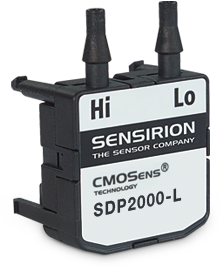 Hi Lo
SENSIRION
THE SENSOR COMPANY
CMOSENS®
TECHNOLOGY
SDP2000-L